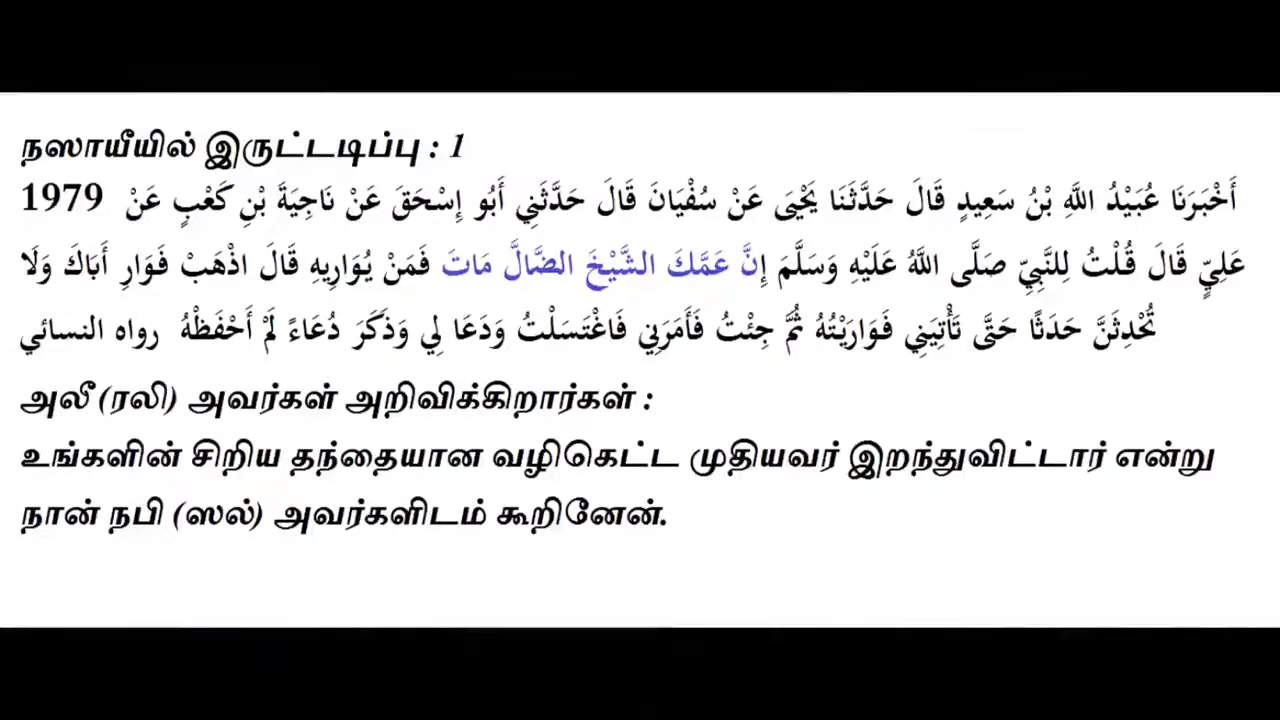 நஸாயீயில் இருட்டடிப்பு : 1
1979 أَخْبَرَنَا عُبَيْدُ اللَّهِ بْنُ سَعِيدٍ قَالَ حَدَّثَنَا يَحْيَى عَنْ سُفْيَانَ قَالَ حَدَّثَنِي أَبُو إِسْحَقَ عَنْ نَاجِيَةَ بْنِ كَعْبٍ عَنْ
عَلِيٍّ قَالَ قُلْتُ لِلنَّبِيِّ صَلَّى اللَّهُ عَلَيْهِ وَسَلَّمَ إِنَّ عَمَّكَ الشَّيْخَ الضَّالَّ مَاتَ فَمَنْ يُوَارِيهِ قَالَ اذْهَبْ فَوَارِ أَبَاكَ وَلَا
تُحْدِثَنَّ حَدَثًا حَتَّى تَأْتِيَنِي فَوَارَيْتُهُ ثُمَّ جِئْتُ فَأَمَرَنِي فَاغْتَسَلْتُ وَدَعَا لِي وَذَكَرَ دُعَاءً لَمْ أَحْفَظْهُ رواه النسائي
அலீ (ரலி) அவர்கள் அறிவிக்கிறார்கள் :
உங்களின் சிறிய தந்தையான வழிகெட்ட முதியவர் இறந்துவிட்டார் என்று
நான் நபி (ஸல்) அவர்களிடம் கூறினேன்.